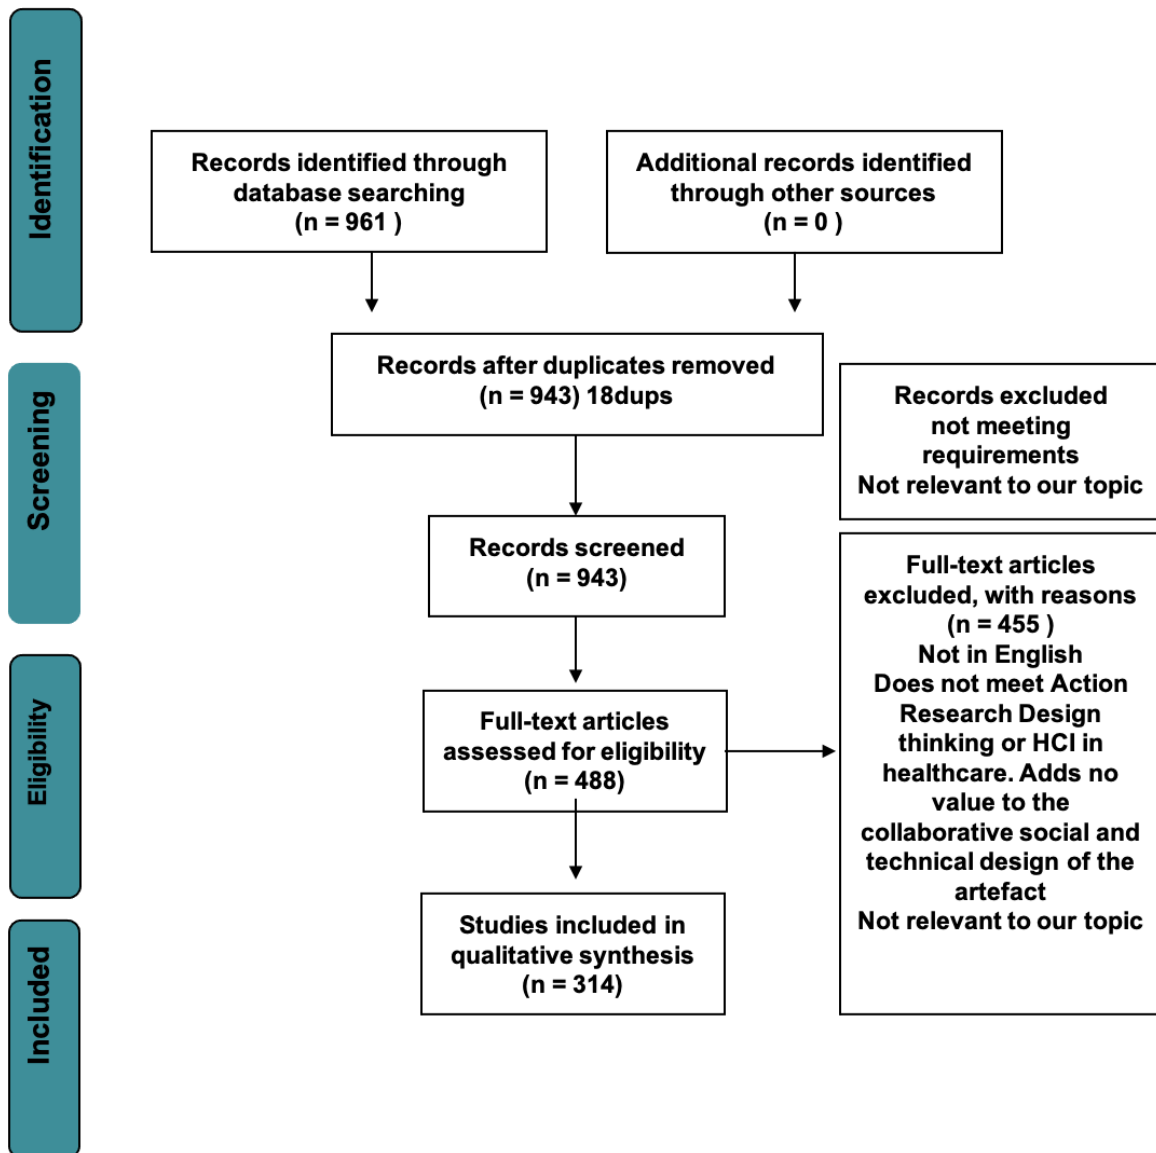 Identification
Records identified through
database searching
(n = 961 )
Additional records identified
through other sources
(n = 0 )
Records after duplicates removed
(n = 943) 18dups
Screening
Records excluded
not meeting
requirements
Not relevant to our topic
Records screened
(n = 943)
Eligibility
Full-text articles
assessed for eligibility
(n = 488)
Full-text articles
excluded, with reasons
(n = 455 )
Not in English
Does not meet Action
Research Design
thinking or HCI in
healthcare. Adds no
value to the
collaborative social and
technical design of the
artefact
Not relevant to our topic
Included
Studies included in
qualitative synthesis
(n = 314)